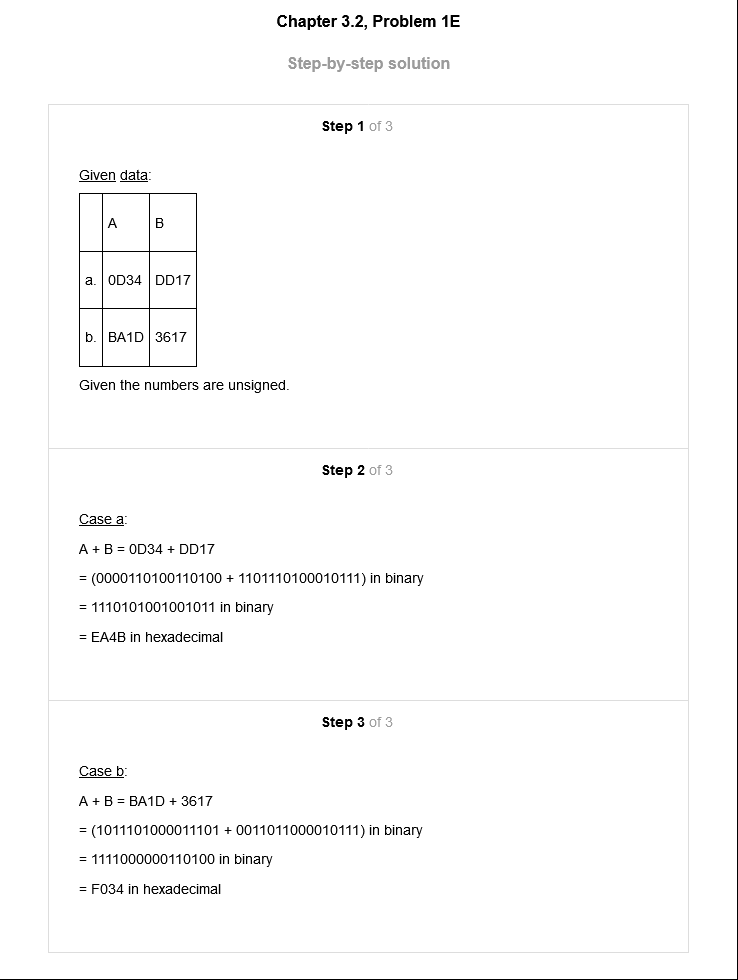 Chapter 3.2, Problem 1E
Step-by-step solution
Step 1 of 3
Given data:
A B
a. 0D34 DD17
b. BA1D 3617
Given the numbers are unsigned.
Step 2 of 3
Case a:
A + B = 0D34 + DD17
= (0000110100110100 + 1101110100010111) in binary
= 1110101001001011 in binary
= EA4B in hexadecimal
Step 3 of 3
Case b:
A + B = BA1D + 3617
= (1011101000011101 + 0011011000010111) in binary
= 1111000000110100 in binary
= F034 in hexadecimal